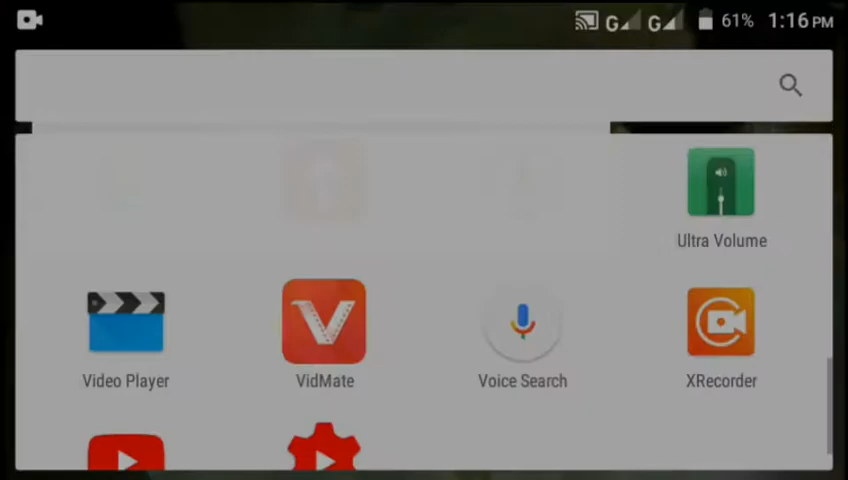 G G 61% 1:16 PM
Ultra Volume
Video Player VidMate Voice Search XRecorder